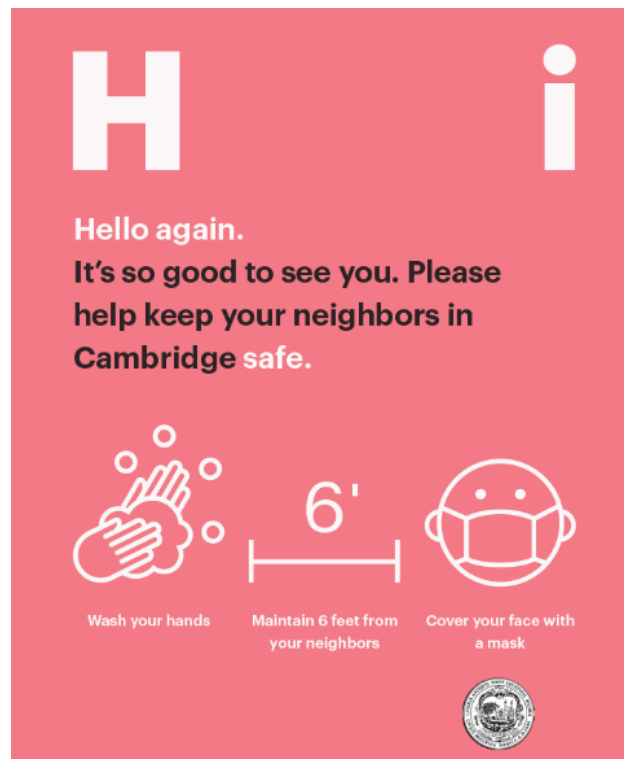 H i
Hello again.
It's so good to see you. Please
help keep your neighbors in
Cambridge safe.
6'
Wash your hands
Maintain 6 feet from
your neighbors
Cover your face with
a mask